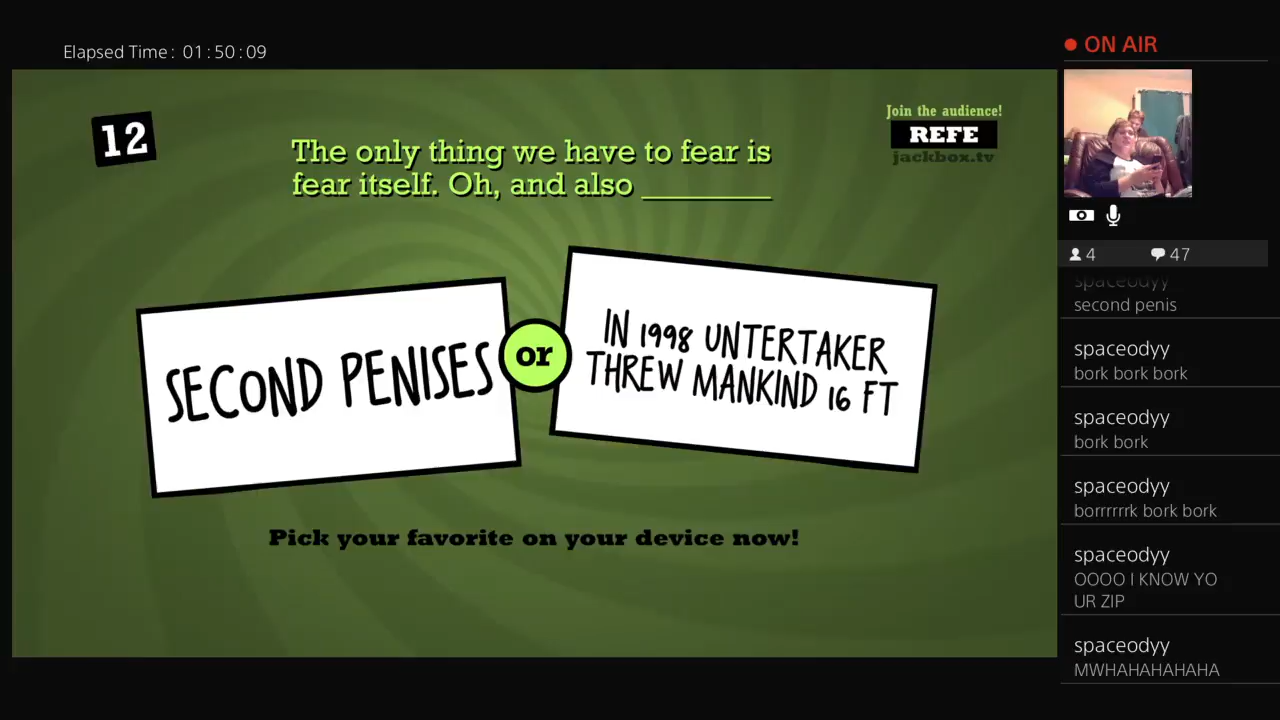 Elapsed Time: 01:50:09
ON AIR
12
The only thing we have to fear is
fear itself. Oh, and also ________
Join the audience!
REFE
jackbox.tv
SECOND PENISES
or
IN 1998 UNTERTAKER
THREW MANKIND 16 FT
Pick your favorite on your device now!
4
47
spaceodyy
second penis
spaceodyy
bork bork bork
spaceodyy
bork bork
spaceodyy
borrrrrrk bork bork
spaceodyy
OOOO I KNOW YO
UR ZIP
spaceodyy
MWHAHAHAHAHA